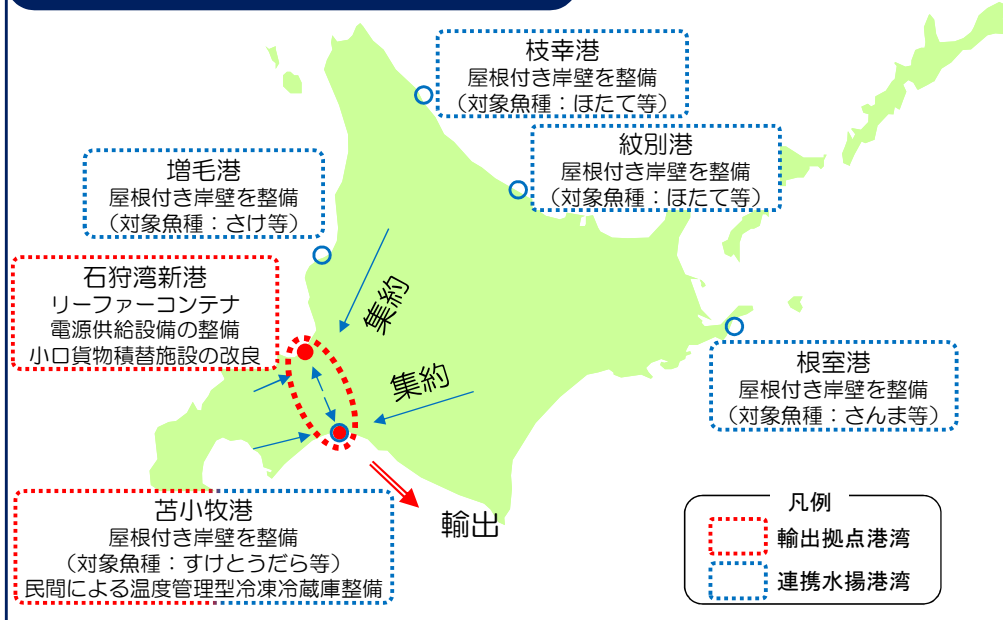 枝幸港
屋根付き岸壁を整備
（対象魚種：ほたて等）
紋別港
屋根付き岸壁を整備
（対象魚種：ほたて等）
増毛港
屋根付き岸壁を整備
（対象魚種：さけ等）
石狩湾新港
リーファーコンテナ
電源供給設備の整備
小口貨物積替施設の改良
集約
集約
根室港
屋根付き岸壁を整備
（対象魚種：さんま等）
苫小牧港
屋根付き岸壁を整備
（対象魚種：すけとうだら等）
民間による温度管理型冷凍冷蔵庫整備
輸出
凡例
輸出拠点港湾
連携水揚港湾